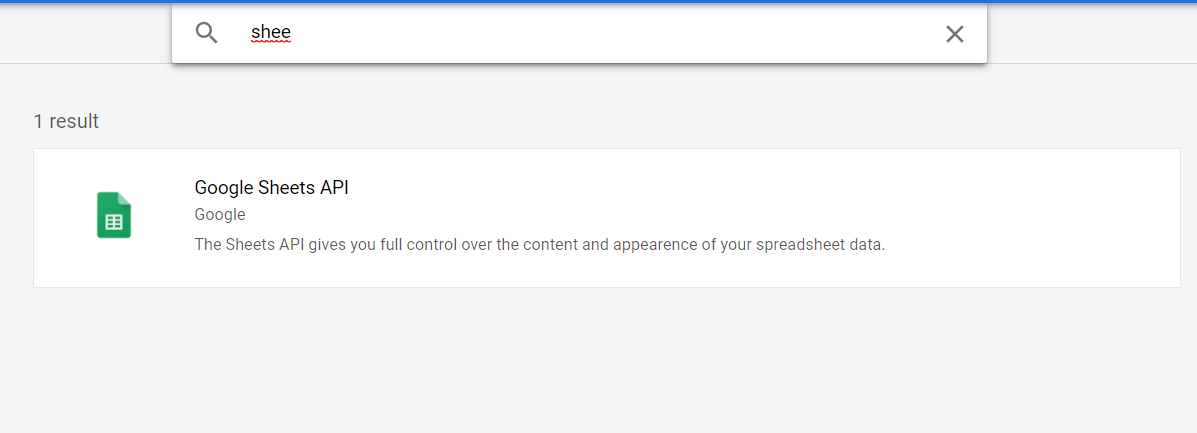 shee
1 result
Google Sheets API
Google
The Sheets API gives you full control over the content and appearence of your spreadsheet data.